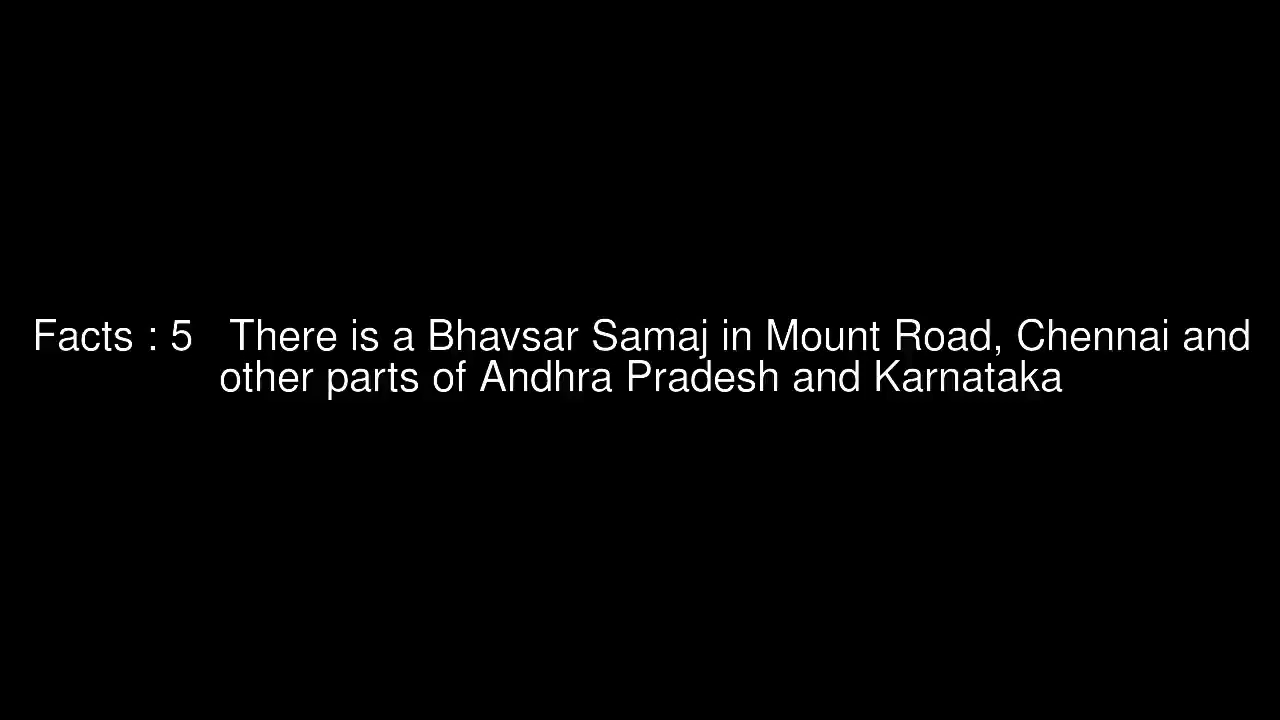 Facts : 5   There is a Bhavsar Samaj in Mount Road, Chennai and
other parts of Andhra Pradesh and Karnataka